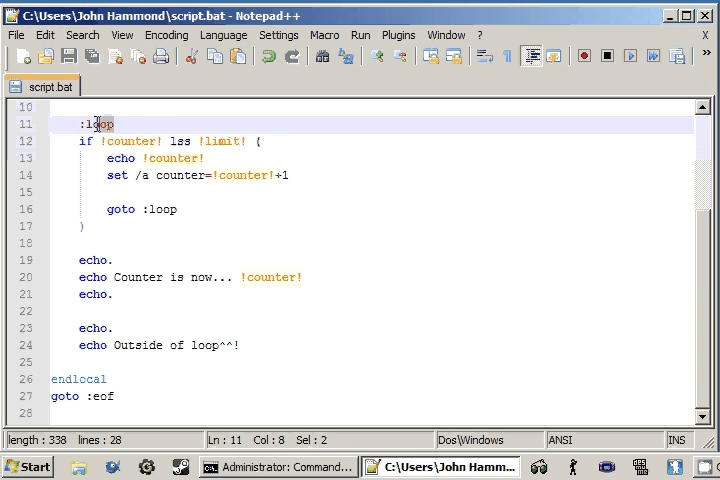 C:\Users\John Hammond\script.bat - Notepad++
File Edit Search View Encoding Language Settings Macro Run Plugins Window ? X
script.bat
10
11 :loop
12 if !counter! lss !limit! (
13 echo !counter!
14 set /a counter=!counter!+1
15
16 goto :loop
17 )
18
19 echo.
20 echo Counter is now... !counter!
21 echo.
22
23 echo.
24 echo Outside of loop^^!
25
26 endlocal
27 goto :eof
28
length : 338 lines : 28 Ln : 11 Col : 8 Sel : 2 Dos\Windows ANSI INS
Start Administrator: Command... C:\Users\John Hamm...